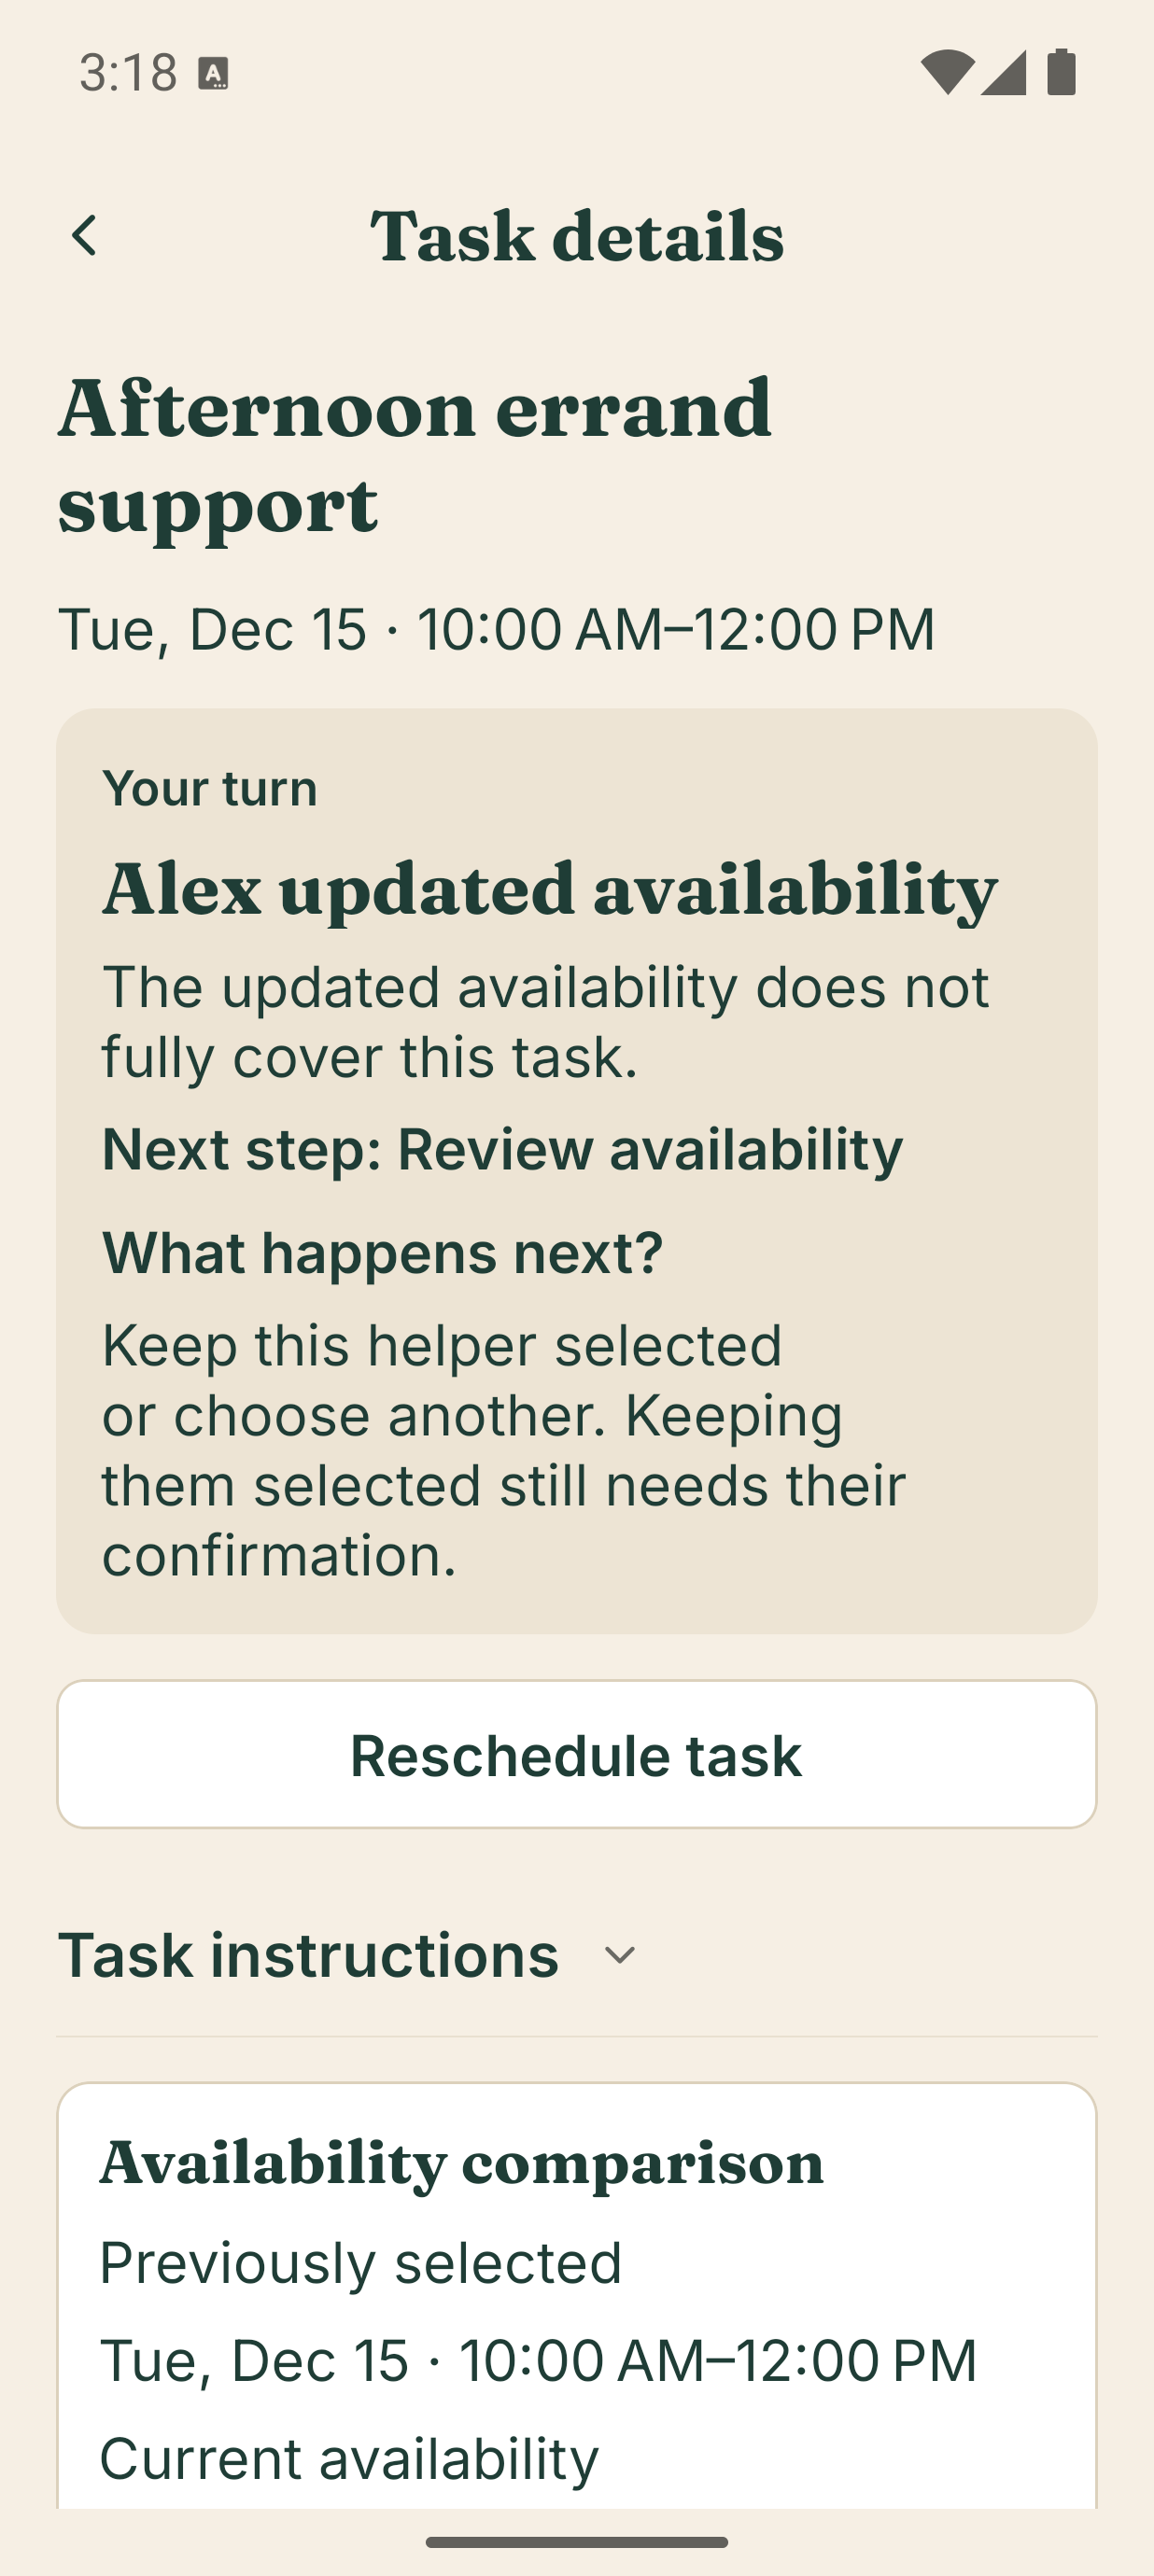 3:18
Task details
Afternoon errand
support
Tue, Dec 15 · 10:00 AM–12:00 PM
Your turn
Alex updated availability
The updated availability does not
fully cover this task.
Next step: Review availability
What happens next?
Keep this helper selected
or choose another. Keeping
them selected still needs their
confirmation.
Reschedule task
Task instructions
Availability comparison
Previously selected
Tue, Dec 15 · 10:00 AM–12:00 PM
Current availability